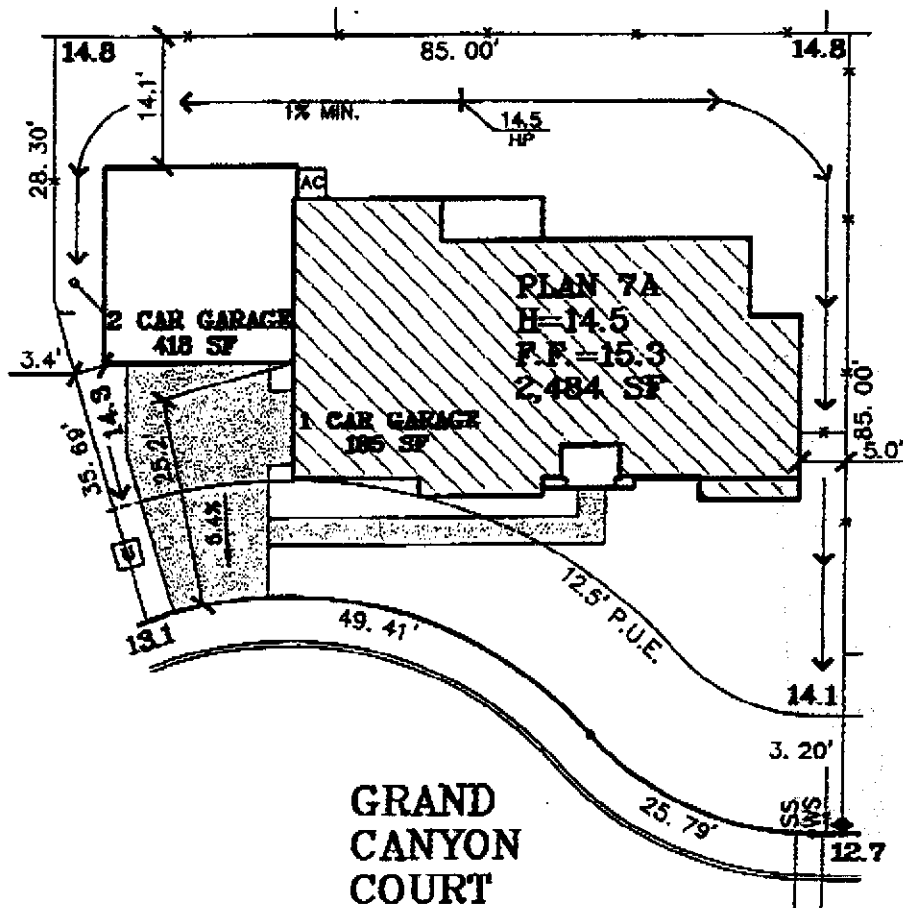 14.8
85.00'
14.8
14.1'
1% MIN.
14.5
HP
28.30'
AC
PLAN 7A
H=14.5
F.F.=15.3
2,484 SF
2 CAR GARAGE
418 SF
3.4'
14.9
35.69'
25.2
1 CAR GARAGE
185 SF
85.00'
5.0'
12.5' P.U.E.
49.41'
13.1
14.1
3.20'
25.79'
SS
WS
12.7
GRAND
CANYON
COURT